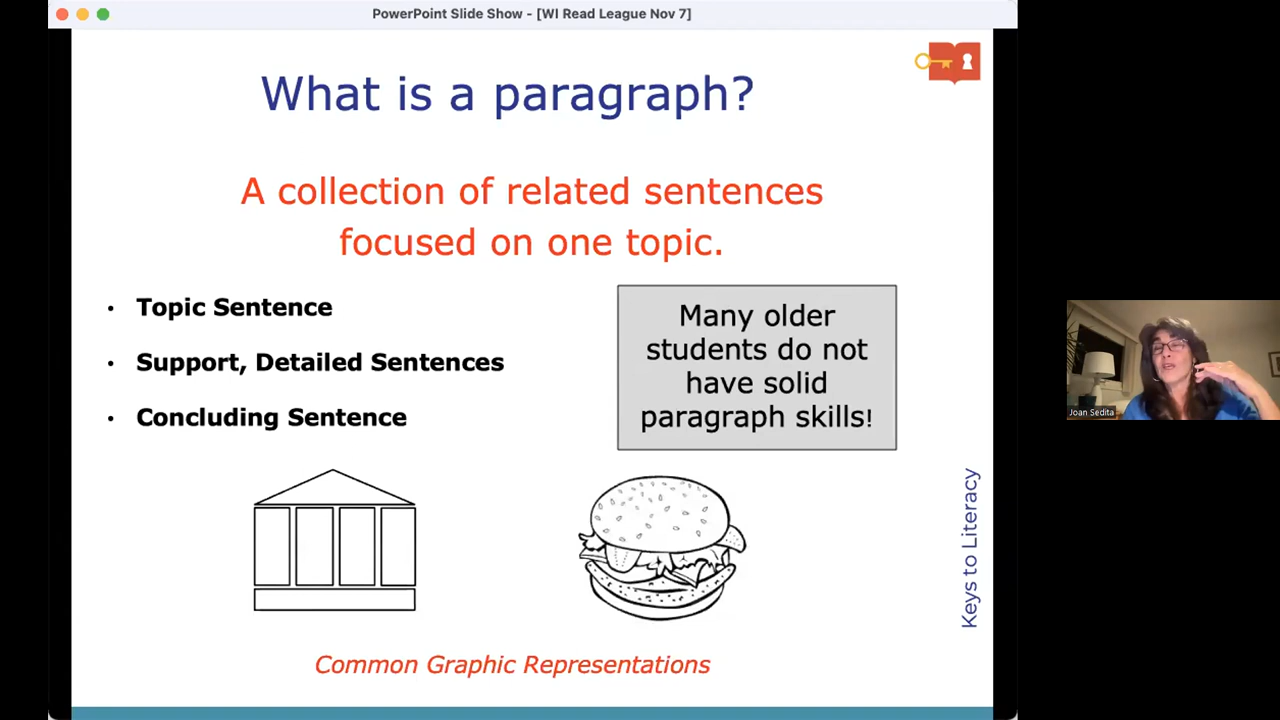 PowerPoint Slide Show - [WI Read League Nov 7]
What is a paragraph?
A collection of related sentences
focused on one topic.
• Topic Sentence
• Support, Detailed Sentences
• Concluding Sentence
Many older
students do not
have solid
paragraph skills!
Common Graphic Representations
Keys to Literacy
Joan Sedita